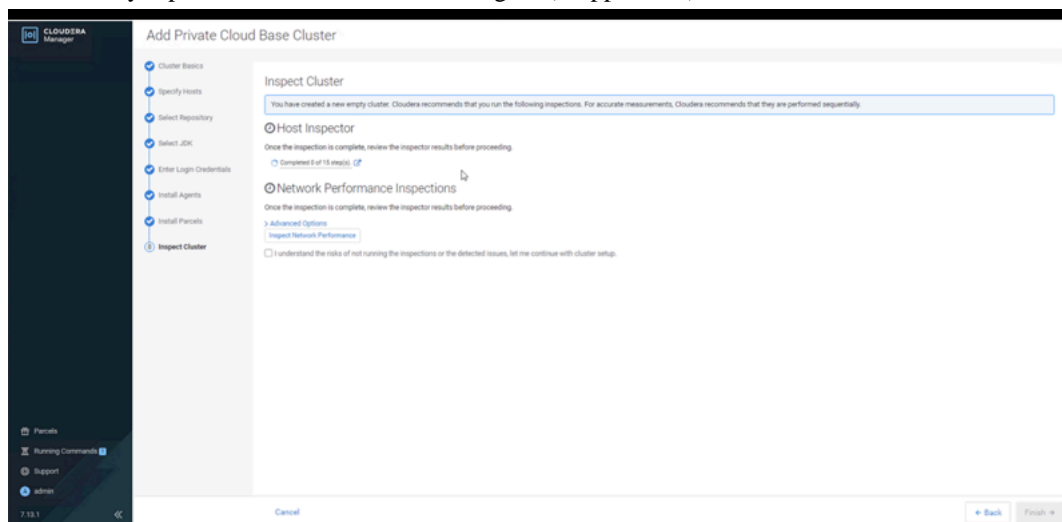 CLOUDERA
Manager
Add Private Cloud Base Cluster
Cluster Basics
Specify Hosts
Select Repository
Select JDK
Enter Login Credentials
Install Agents
Install Parcels
8 Inspect Cluster
Inspect Cluster
You have created a new empty cluster. Cloudera recommends that you run the following inspections. For accurate measurements, Cloudera recommends that they are performed sequentially.
Host Inspector
Once the inspection is complete, review the inspector results before proceeding.
Completed 0 of 15 step(s).
Network Performance Inspections
Once the inspection is complete, review the inspector results before proceeding.
> Advanced Options
Inspect Network Performance
I understand the risks of not running the inspections or the detected issues, let me continue with cluster setup.
Parcels
Running Commands
Support
admin
7.13.1
Cancel
← Back
Finish →